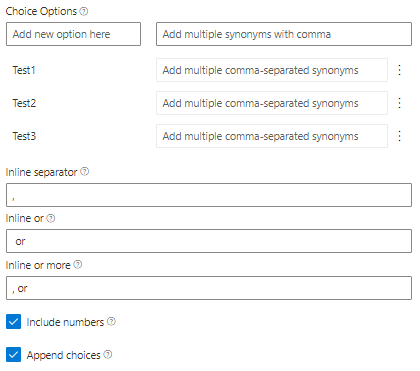 Choice Options
Add new option here Add multiple synonyms with comma
Test1 Add multiple comma-separated synonyms
Test2 Add multiple comma-separated synonyms
Test3 Add multiple comma-separated synonyms
Inline separator
,
Inline or
or
Inline or more
, or
Include numbers
Append choices